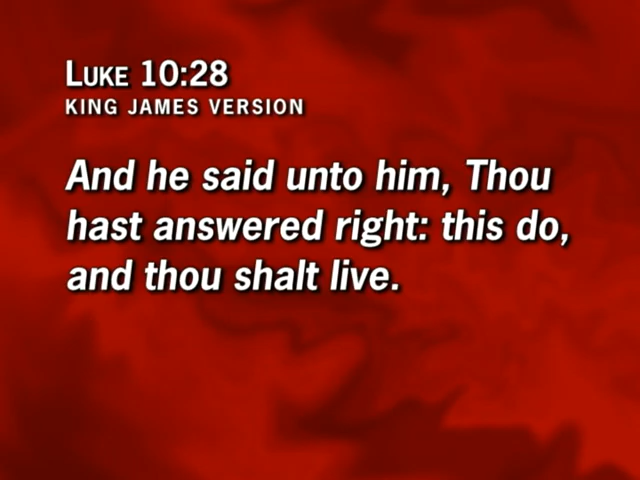 Luke 10:28
KING JAMES VERSION
And he said unto him, Thou
hast answered right: this do,
and thou shalt live.